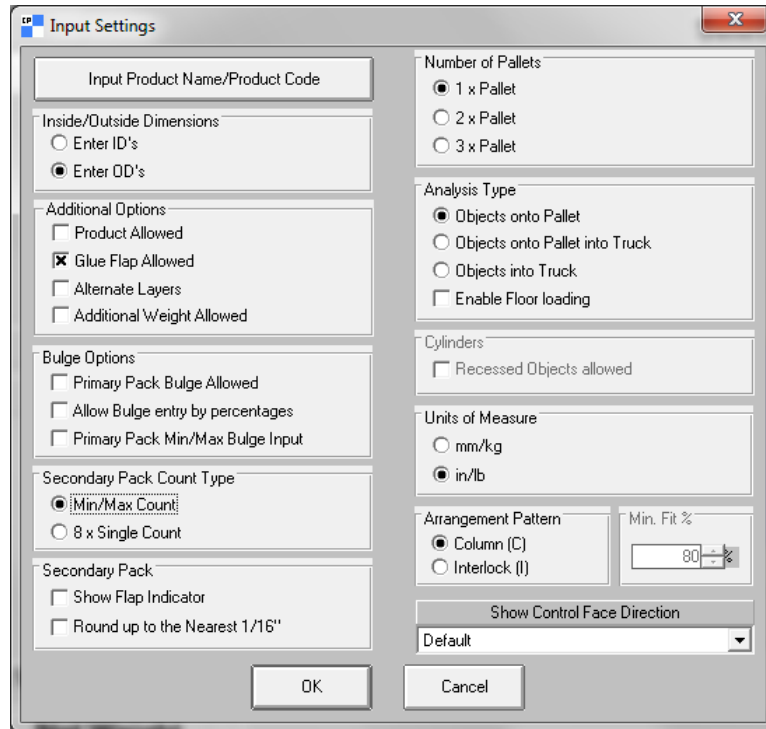 CP Input Settings
Input Product Name/Product Code
Inside/Outside Dimensions
Enter ID's
Enter OD's
Additional Options
Product Allowed
Glue Flap Allowed
Alternate Layers
Additional Weight Allowed
Bulge Options
Primary Pack Bulge Allowed
Allow Bulge entry by percentages
Primary Pack Min/Max Bulge Input
Secondary Pack Count Type
Min/Max Count
8 x Single Count
Secondary Pack
Show Flap Indicator
Round up to the Nearest 1/16"
Number of Pallets
1 x Pallet
2 x Pallet
3 x Pallet
Analysis Type
Objects onto Pallet
Objects onto Pallet into Truck
Objects into Truck
Enable Floor loading
Cylinders
Recessed Objects allowed
Units of Measure
mm/kg
in/lb
Arrangement Pattern
Column (C)
Interlock (I)
Min. Fit %
80 %
Show Control Face Direction
Default
OK
Cancel